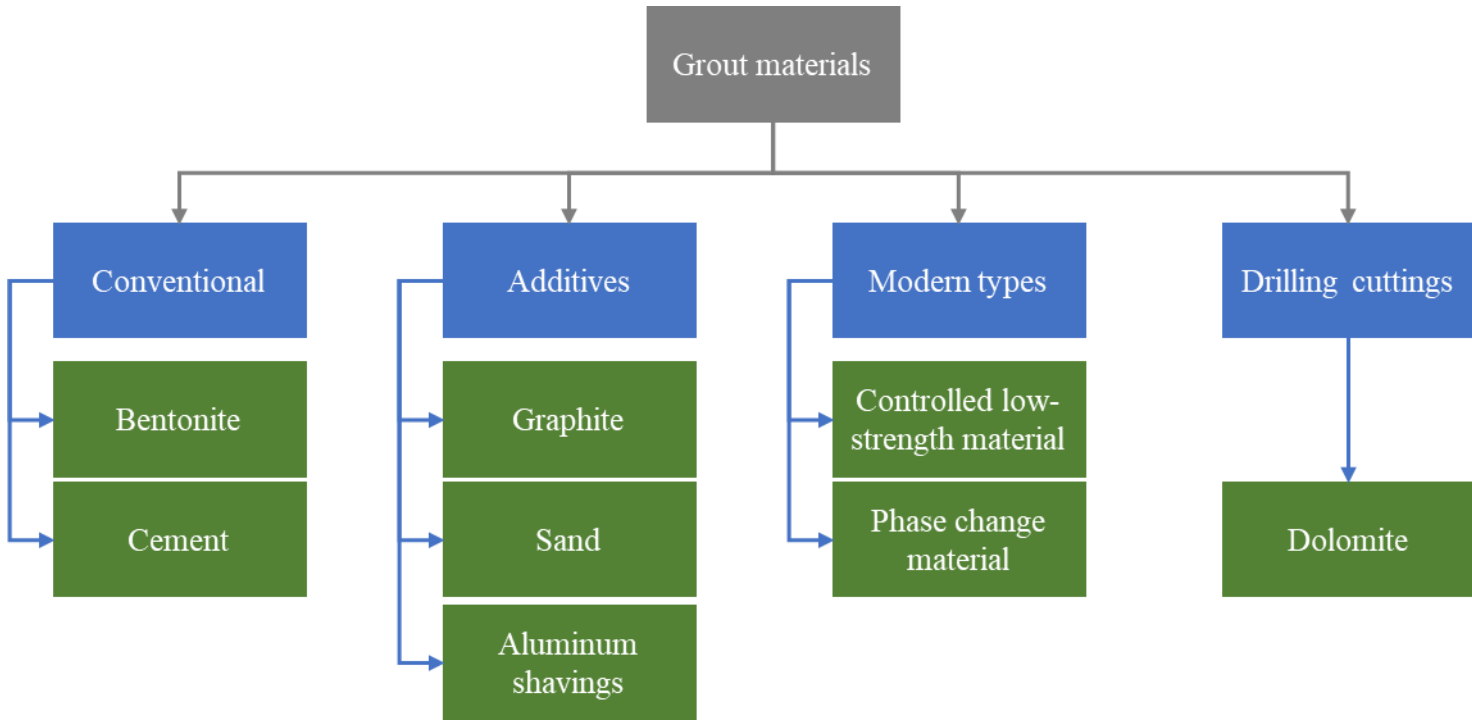 Grout materials
Conventional
Additives
Modern types
Drilling cuttings
Bentonite
Graphite
Controlled low-
strength material
Cement
Sand
Phase change
material
Dolomite
Aluminum
shavings